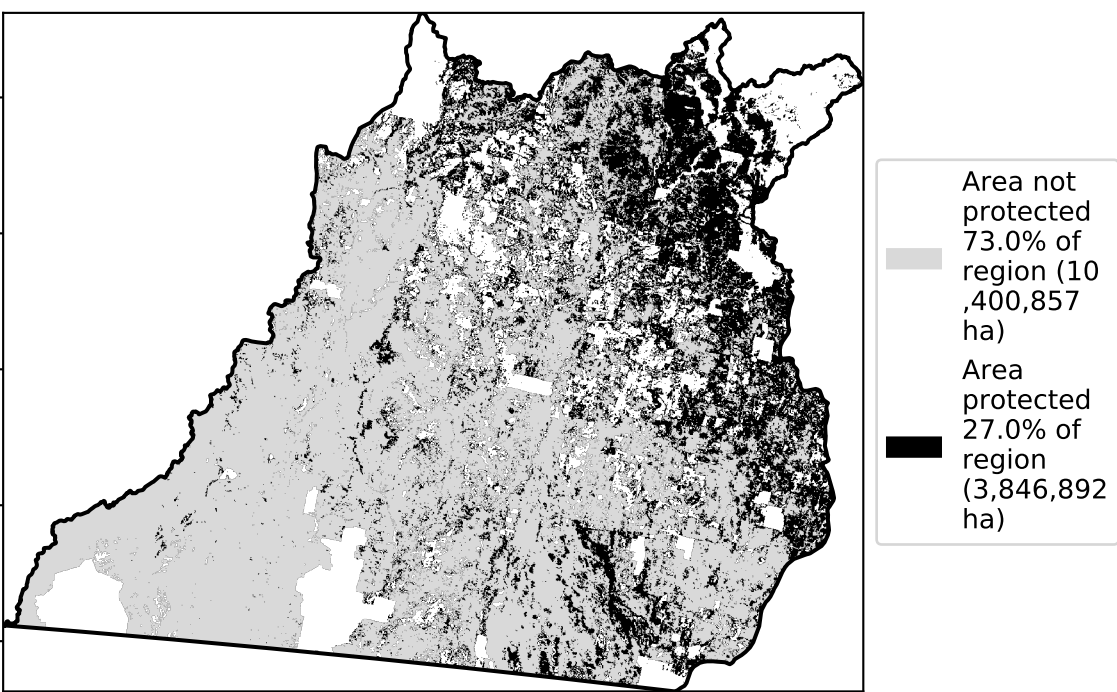 Area not
protected
73.0% of
region (10
,400,857
ha)
Area
protected
27.0% of
region
(3,846,892
ha)